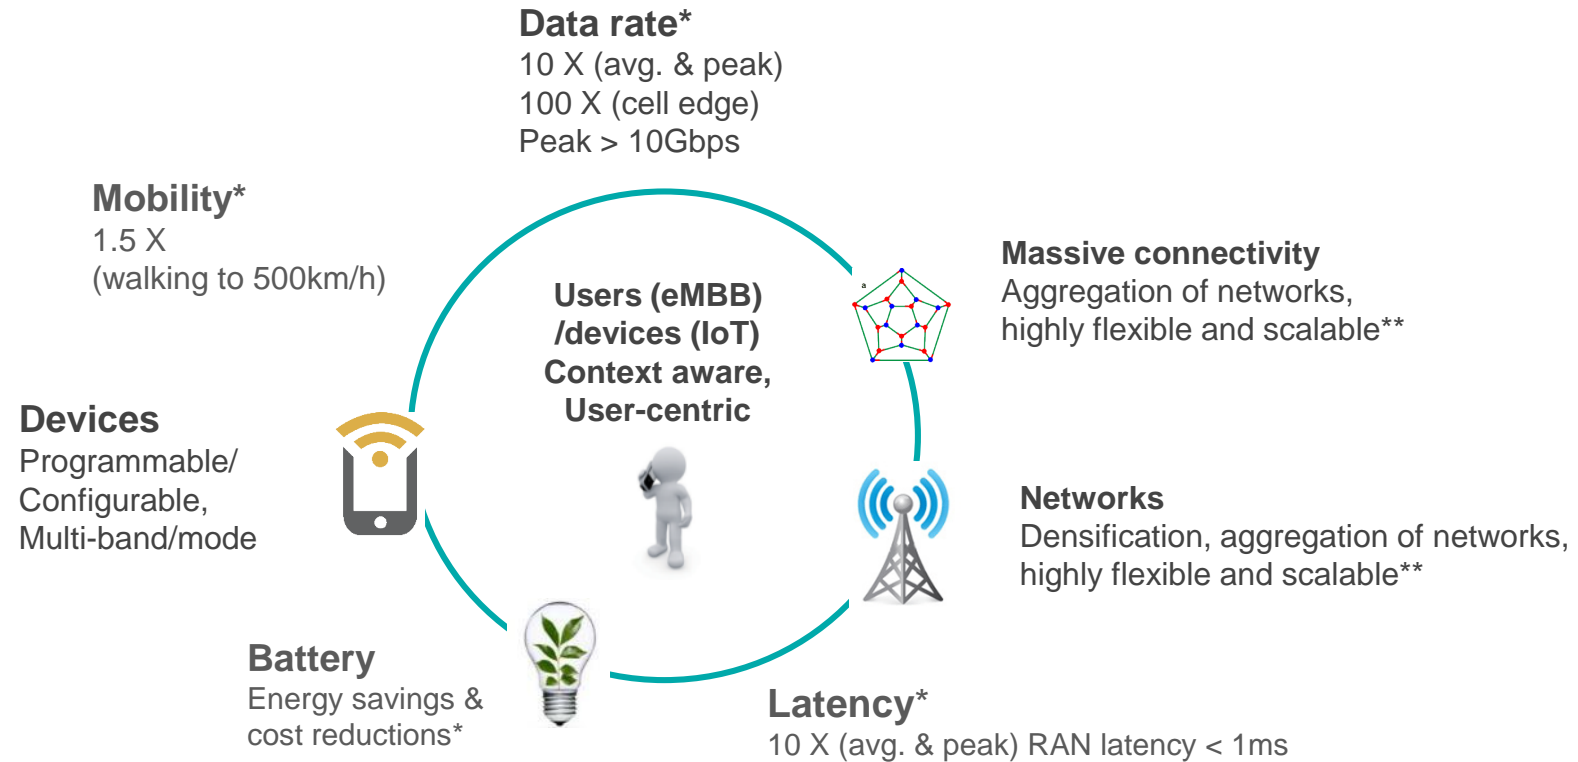 Data rate*
10 X (avg. & peak)
100 X (cell edge)
Peak > 10Gbps
Mobility*
1.5 X
(walking to 500km/h)
Massive connectivity
Aggregation of networks,
highly flexible and scalable**
a
Users (eMBB)
/devices (IoT)
Context aware,
User-centric
Devices
Programmable/
Configurable,
Multi-band/mode
Networks
Densification, aggregation of networks,
highly flexible and scalable**
Battery
Energy savings &
cost reductions*
Latency*
10 X (avg. & peak) RAN latency < 1ms